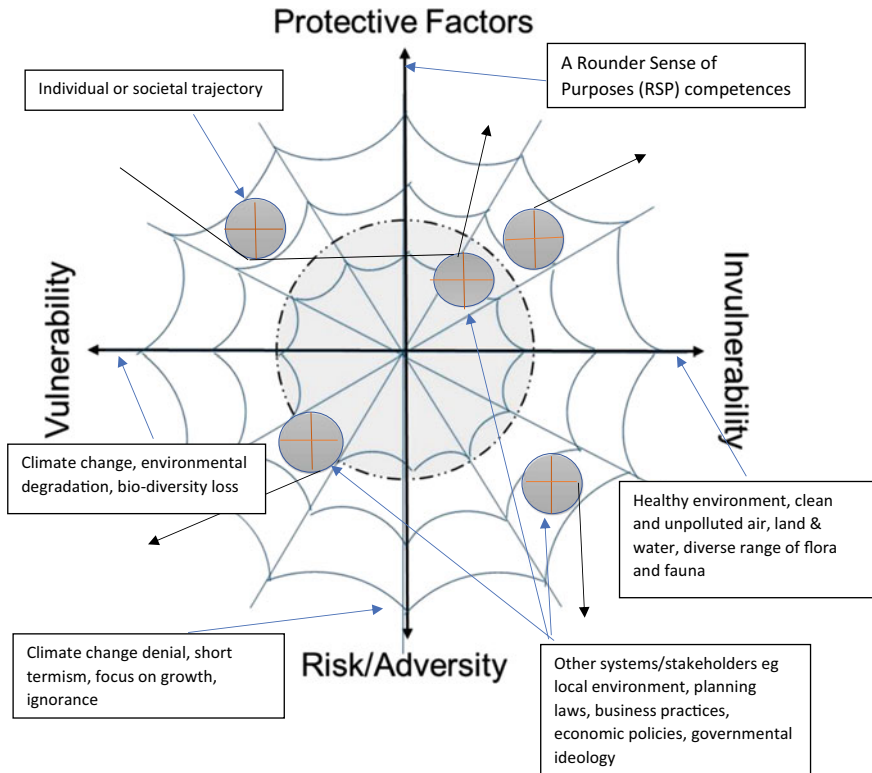 Protective Factors
A Rounder Sense of
Purposes (RSP) competences
Individual or societal trajectory
Vulnerability
Invulnerability
Climate change, environmental
degradation, bio-diversity loss
Healthy environment, clean
and unpolluted air, land &
water, diverse range of flora
and fauna
Climate change denial, short
termism, focus on growth,
ignorance
Risk/Adversity
Other systems/stakeholders eg
local environment, planning
laws, business practices,
economic policies, governmental
ideology